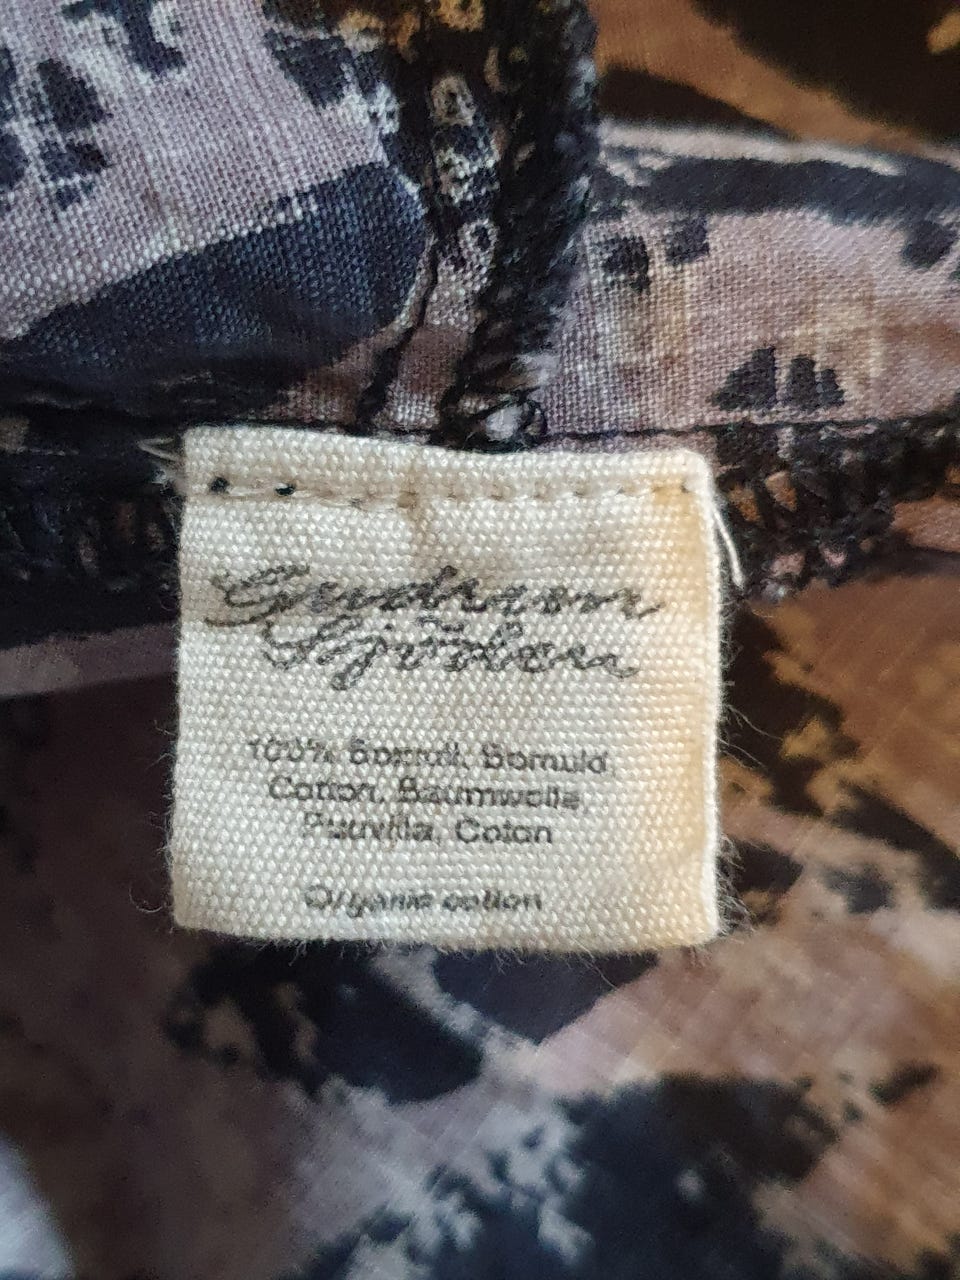 Gudrun
Sjödén
100% Bomull, Bomuld,
Cotton, Baumwolle,
Puuvilla, Coton
Organic cotton